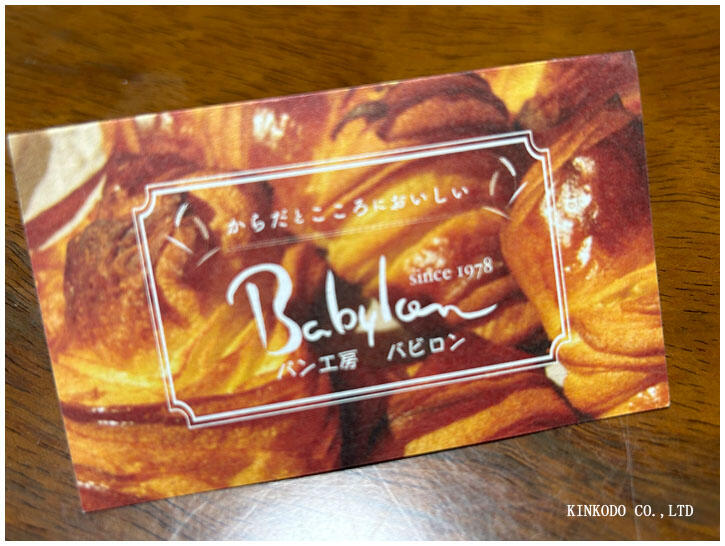 からだとこころにおいしい
since 1978
Babylon
パン工房 バビロン
KINKODO CO.,LTD